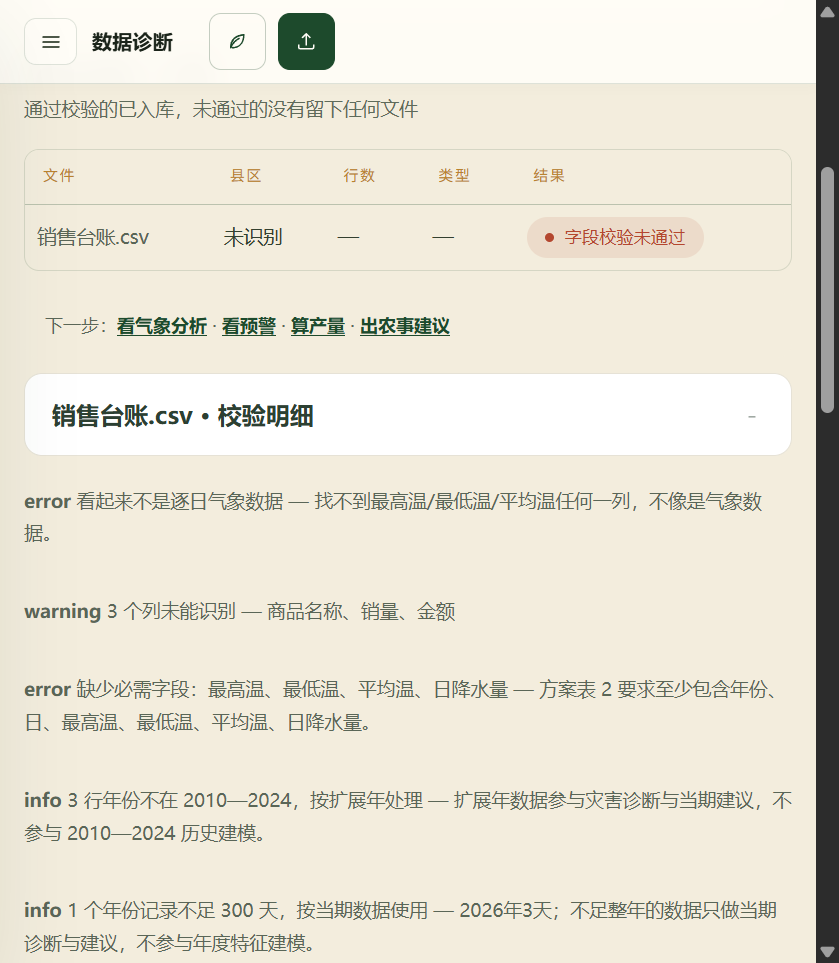 数据诊断
通过校验的已入库，未通过的没有留下任何文件
文件 县区 行数 类型 结果
销售台账.csv 未识别 — — 字段校验未通过
下一步：看气象分析 · 看预警 · 算产量 · 出农事建议
销售台账.csv • 校验明细 –
error 看起来不是逐日气象数据 — 找不到最高温/最低温/平均温任何一列，不像是气象数
据。
warning 3 个列未能识别 — 商品名称、销量、金额
error 缺少必需字段：最高温、最低温、平均温、日降水量 — 方案表 2 要求至少包含年份、
日、最高温、最低温、平均温、日降水量。
info 3 行年份不在 2010—2024，按扩展年处理 — 扩展年数据参与灾害诊断与当期建议，不
参与 2010—2024 历史建模。
info 1 个年份记录不足 300 天，按当期数据使用 — 2026年3天；不足整年的数据只做当期
诊断与建议，不参与年度特征建模。